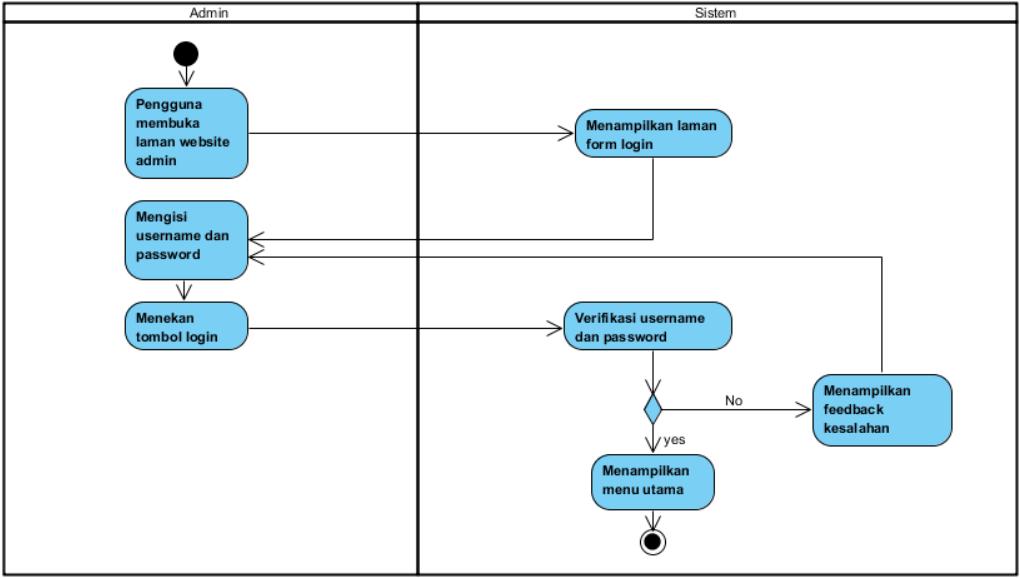 Admin
Sistem
Pengguna
membuka
laman website
admin
Menampilkan laman
form login
Mengisi
username dan
password
Menekan
tombol login
Verifikasi username
dan password
No
Menampilkan
feedback
kesalahan
yes
Menampilkan
menu utama